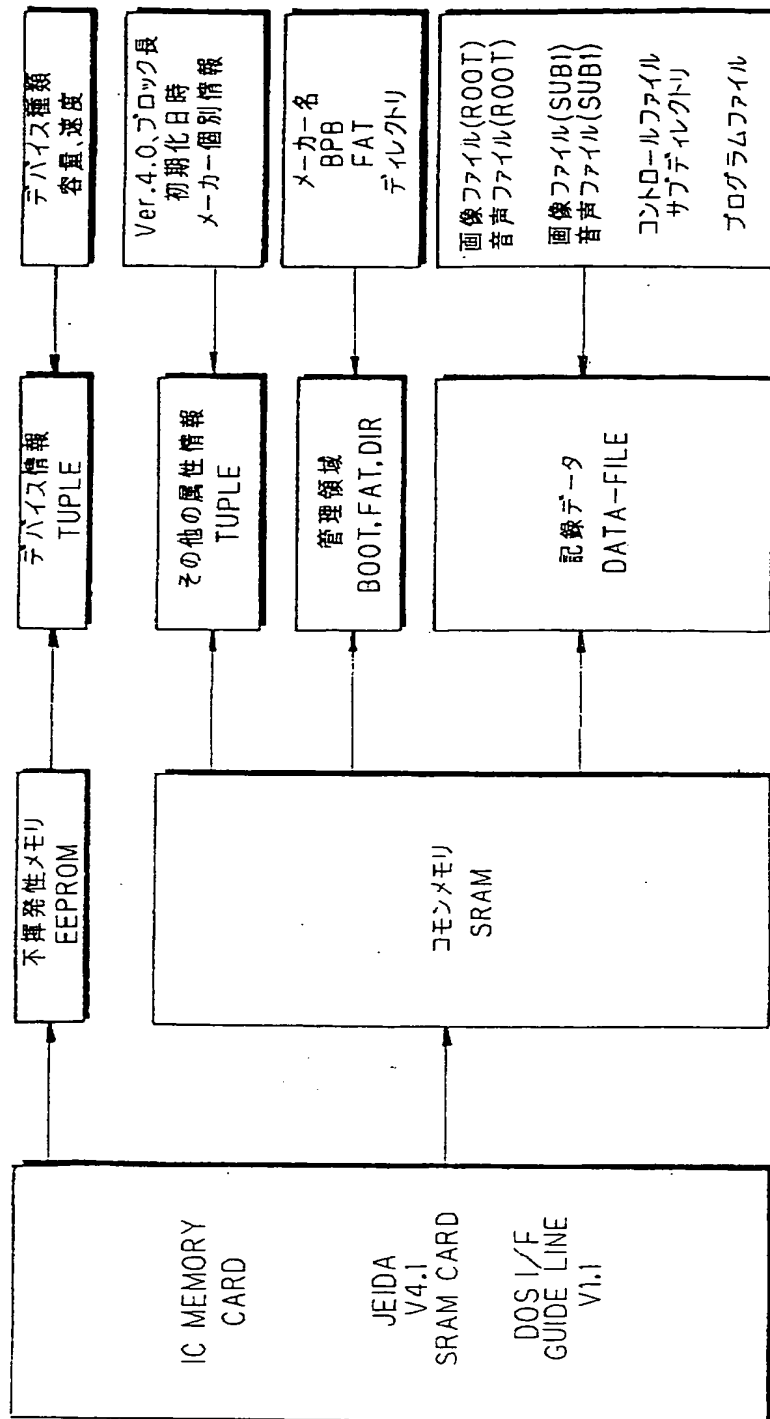 IC MEMORY
CARD
JEIDA
V4.1
SRAM CARD
DOS I/F
GUIDE LINE
V1.1
不揮発性メモリ
EEPROM
コモンメモリ
SRAM
デバイス情報
TUPLE
その他の属性情報
TUPLE
管理領域
BOOT,FAT,DIR
記録データ
DATA-FILE
デバイス種類
容量、速度
Ver.4.0、ブロック長
初期化日時
メーカー個別情報
メーカー名
BPB
FAT
ディレクトリ
画像ファイル(ROOT)
音声ファイル(ROOT)
画像ファイル(SUB1)
音声ファイル(SUB1)
コントロールファイル
サブディレクトリ
プログラムファイル